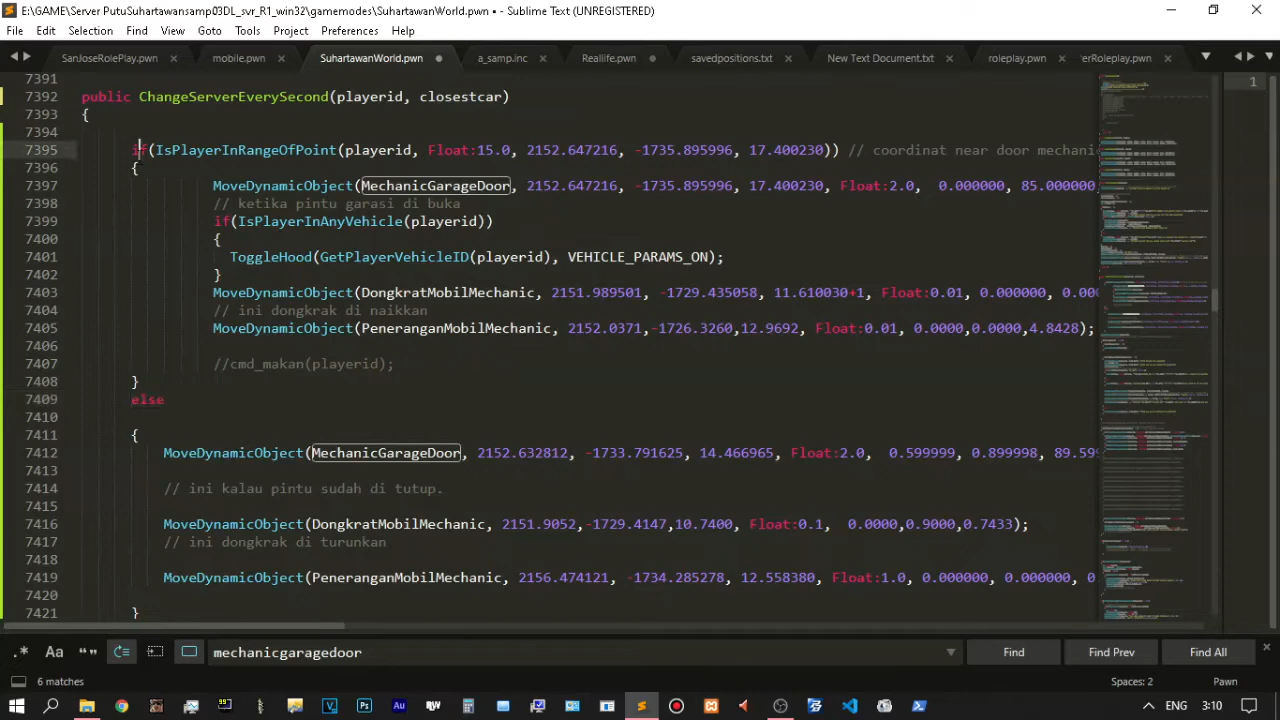 E:\GAME\Server PutuSuhartawansamp03DL_svr_R1_win32\gamemodes\SuhartawanWorld.pwn • - Sublime Text (UNREGISTERED)
File Edit Selection Find View Goto Tools Project Preferences Help
SanJoseRolePlay.pwn mobile.pwn SuhartawanWorld.pwn a_samp.inc Reallife.pwn savedpositions.txt New Text Document.txt roleplay.pwn erRoleplay.pwn
7391
7392 public ChangeServerEverySecond(playerid, closestcar)
7393 {
7394
7395 if(IsPlayerInRangeOfPoint(playerid, Float:15.0, 2152.647216, -1735.895996, 17.400230)) // coordinat near door mechani
7396 {
7397 MoveDynamicObject(MechanicGarageDoor, 2152.647216, -1735.895996, 17.400230, Float:2.0, 0.000000, 85.000000
7398 // ketika pintu garasi di buka
7399 if(IsPlayerInAnyVehicle(playerid))
7400 {
7401 ToggleHood(GetPlayerVehicleID(playerid), VEHICLE_PARAMS_ON);
7402 }
7403 MoveDynamicObject(DongkratMobilMechanic, 11.610030+1, Float:0.01, 0.000000, 0.000
7404 // ini dongkrak di naikk
7405 MoveDynamicObject(PeneranganMobilMechanic, 2152.0371,-1726.3260,12.9692, Float:0.01, 0.0000,0.0000,4.8428);
7406
7407 //cmd_makan(playerid);
7408 }
7409 else
7410
7411 {
7412 MoveDynamicObject(MechanicGarageDoor, 2152.632812, -1733.791625, 14.466965, Float:2.0, 0.599999, 0.899998, 89.599
7413
7414 // ini kalau pintu sudah di tutup.
7415
7416 MoveDynamicObject(DongkratMobilMechanic, 2151.9052,-1729.4147,10.7400, Float:0.1, 0.0000,0.9000,0.7433);
7417 // ini dongkrak di turunkan
7418
7419 MoveDynamicObject(PeneranganMobilmechanic, 2156.474121, -1734.285278, 12.558380, Float:1.0, 0.000000, 0.000000, 0
7420
7421 }
1
mechanicgaragedoor Find Find Prev Find All
6 matches Spaces: 2 Pawn
ENG 3:10